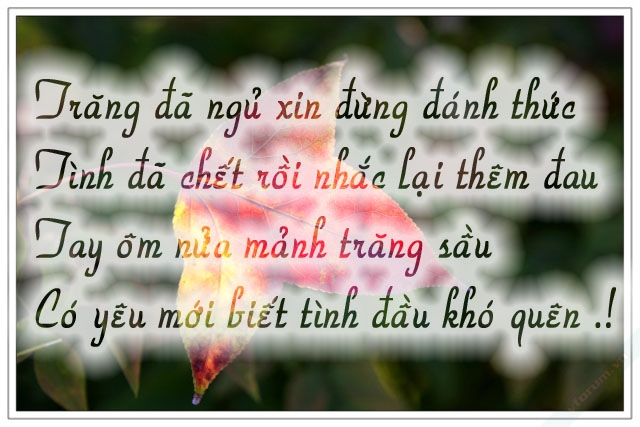 Trăng đã ngủ xin đừng đánh thức
Tình đã chết rồi nhắc lại thêm đau
Tay ôm nửa mảnh trăng sầu
Có yêu mới biết tình đầu khó quên .!